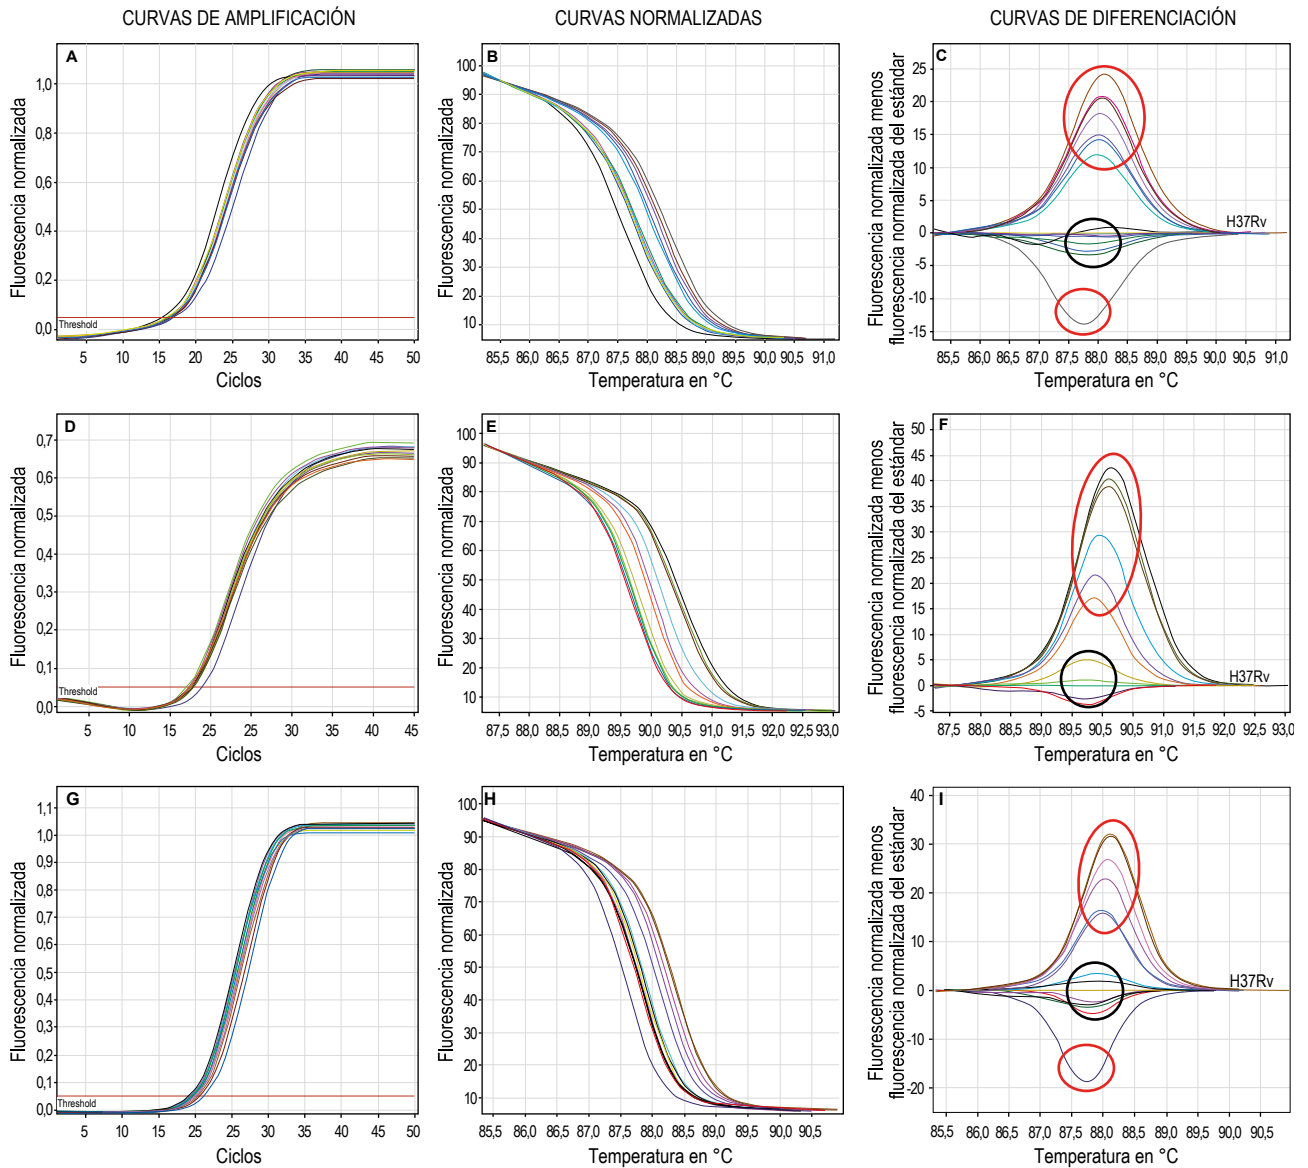 CURVAS DE AMPLIFICACIÓN
CURVAS NORMALIZADAS
CURVAS DE DIFERENCIACIÓN
A
Fluorescencia normalizada
1,0
0,8
0,6
0,4
0,2
0,0
Threshold
5 10 15 20 25 30 35 40 45 50
Ciclos
B
Fluorescencia normalizada
100
90
80
70
60
50
40
30
20
10
85,5 86,0 86,5 87,0 87,5 88,0 88,5 89,0 89,5 90,0 90,5 91,0
Temperatura en °C
C
Fluorescencia normalizada menos
fluorescencia normalizada del estándar
25
20
15
10
5
0
-5
-10
-15
H37Rv
85,5 86,0 86,5 87,0 87,5 88,0 88,5 89,0 89,5 90,0 90,5 91,0
Temperatura en °C
D
Fluorescencia normalizada
0,7
0,6
0,5
0,4
0,3
0,2
0,1
0,0
Threshold
5 10 15 20 25 30 35 40 45
Ciclos
E
Fluorescencia normalizada
100
90
80
70
60
50
40
30
20
10
87,5 88,0 88,5 89,0 89,5 90,0 90,5 91,0 91,5 92,0 92,5 93,0
Temperatura en °C
F
Fluorescencia normalizada menos
fluorescencia normalizada del estándar
50
45
40
35
30
25
20
15
10
5
0
-5
H37Rv
87,5 88,0 88,5 89,0 89,5 90,5 90,5 91,0 91,5 92,0 92,5 93,0
Temperatura en °C
G
Fluorescencia normalizada
1,1
1,0
0,9
0,8
0,7
0,6
0,5
0,4
0,3
0,2
0,1
0,0
Threshold
5 10 15 20 25 30 35 40 45 50
Ciclos
H
Fluorescencia normalizada
100
90
80
70
60
50
40
30
20
10
85,5 86,0 86,5 87,0 87,5 88,0 88,5 89,0 89,5 90,0 90,5
Temperatura en °C
I
Fluorescencia normalizada menos
fluorescencia normalizada del estándar
40
30
20
10
0
-10
-20
H37Rv
85,5 86,5 86,5 87,0 87,5 88,0 88,5 89,0 89,5 90,0 90,5
Temperatura en °C